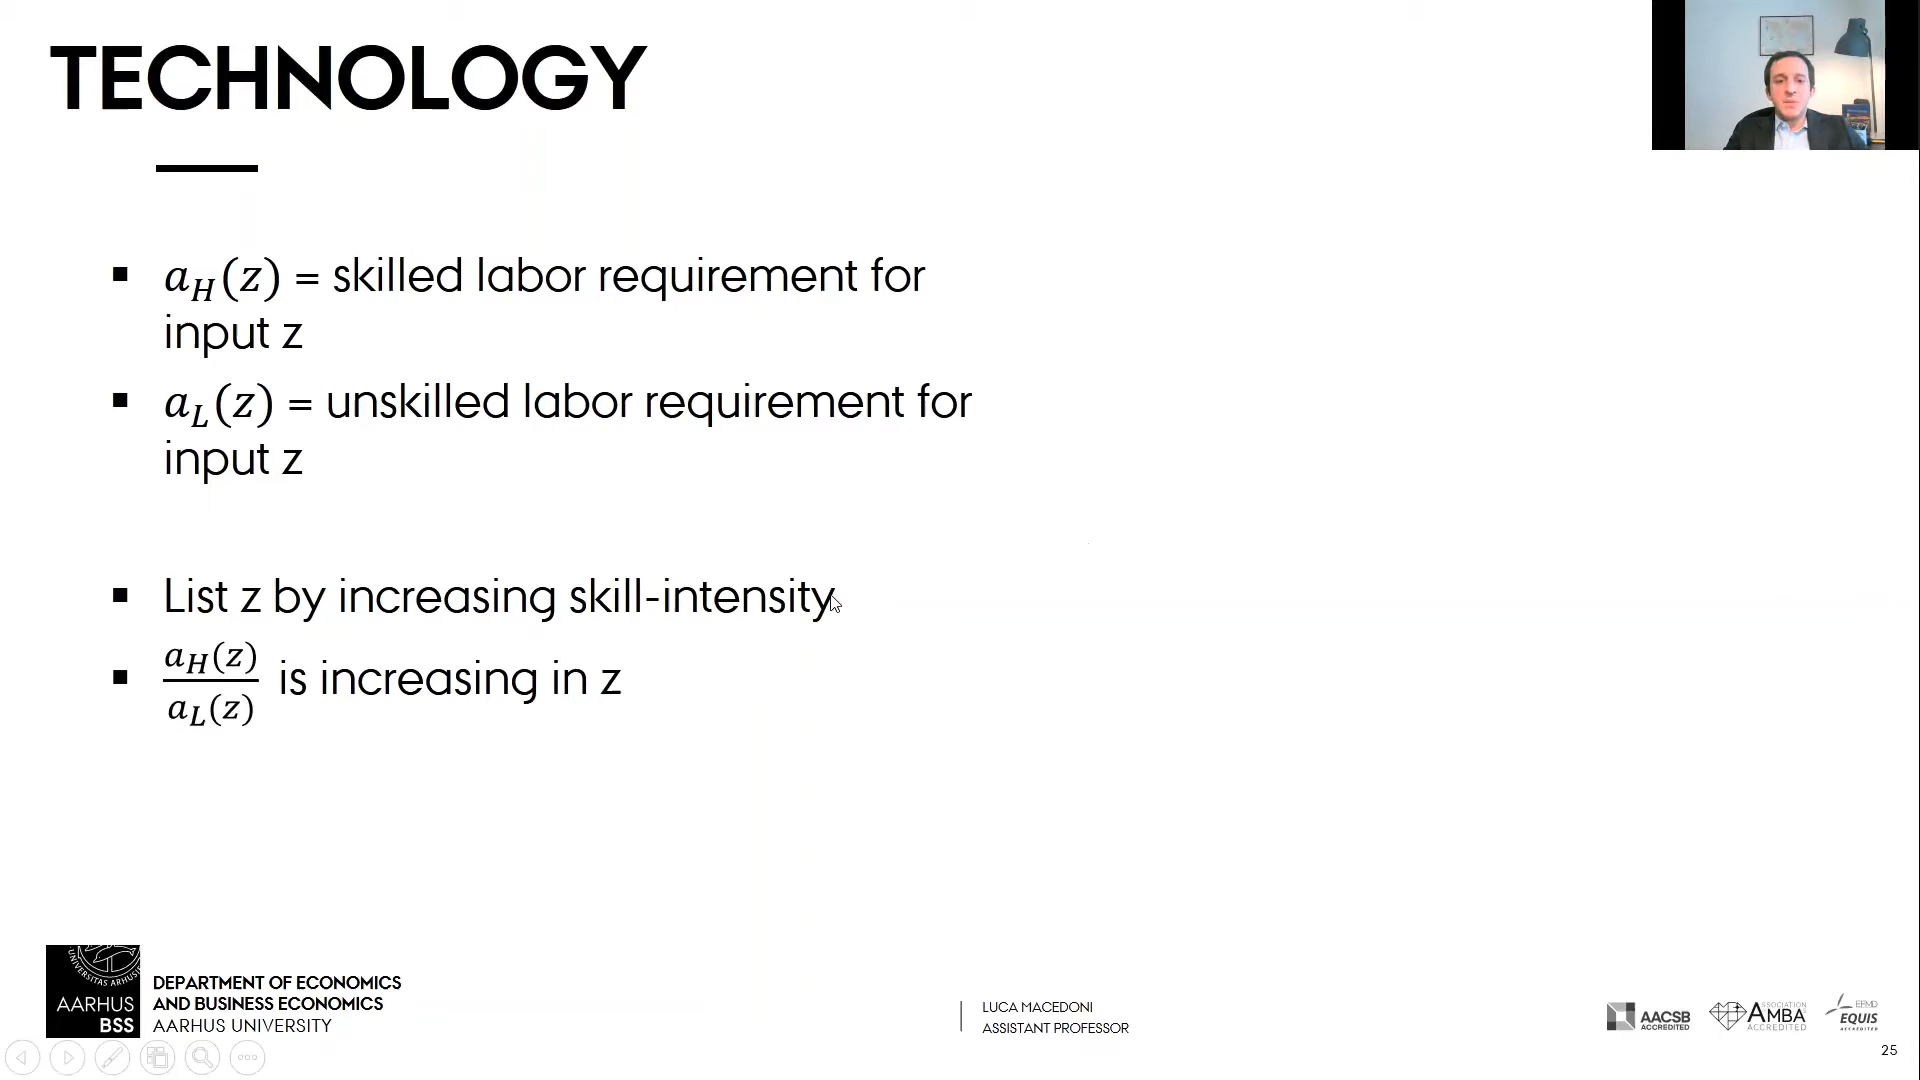 TECHNOLOGY
▪ a_H(z) = skilled labor requirement for
input z
▪ a_L(z) = unskilled labor requirement for
input z
▪ List z by increasing skill-intensity
▪ a_H(z)/a_L(z) is increasing in z
UNIVERSITAS ARHUSI
AARHUS
BSS
DEPARTMENT OF ECONOMICS
AND BUSINESS ECONOMICS
AARHUS UNIVERSITY
LUCA MACEDONI
ASSISTANT PROFESSOR
AACSB
ACCREDITED
ASSOCIATION
AMBA
ACCREDITED
EFMD
EQUIS
ACCREDITED
25